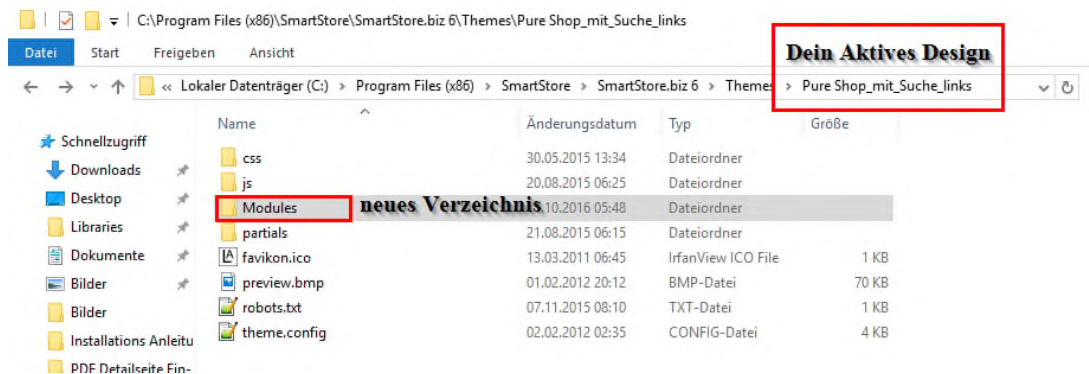 C:\Program Files (x86)\SmartStore\SmartStore.biz 6\Themes\Pure Shop_mit_Suche_links
Datei Start Freigeben Ansicht
Dein Aktives Design
« Lokaler Datenträger (C:) > Program Files (x86) > SmartStore > SmartStore.biz 6 > Themes > Pure Shop_mit_Suche_links
Name Änderungsdatum Typ Größe
Schnellzugriff
Downloads
Desktop
Libraries
Dokumente
Bilder
Bilder
Installations Anleitu
PDF Detailseite Ein-
css 30.05.2015 13:34 Dateiordner
js 20.08.2015 06:25 Dateiordner
Modules neues Verzeichnis .10.2016 05:48 Dateiordner
partials 21.08.2015 06:15 Dateiordner
favikon.ico 13.03.2011 06:45 IrfanView ICO File 1 KB
preview.bmp 01.02.2012 20:12 BMP-Datei 70 KB
robots.txt 07.11.2015 08:10 TXT-Datei 1 KB
theme.config 02.02.2012 02:35 CONFIG-Datei 4 KB